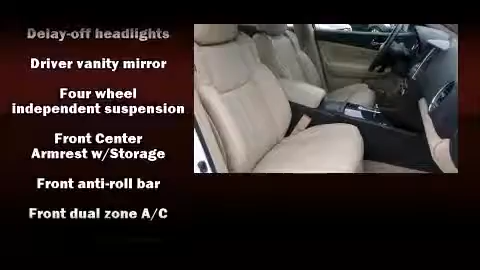 Delay-off headlights
Driver vanity mirror
Four wheel
independent suspension
Front Center
Armrest w/Storage
Front anti-roll bar
Front dual zone A/C